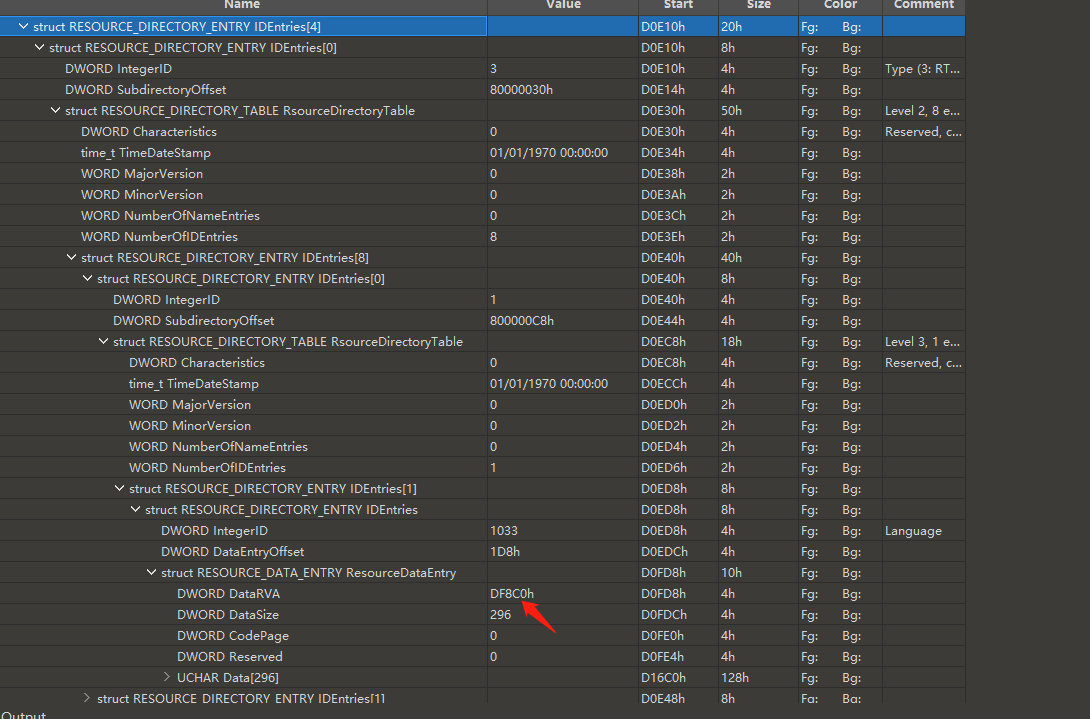 Name Value Start Size Color Comment
struct RESOURCE_DIRECTORY_ENTRY IDEntries[4] D0E10h 20h Fg: Bg:
struct RESOURCE_DIRECTORY_ENTRY IDEntries[0] D0E10h 8h Fg: Bg:
DWORD IntegerID 3 D0E10h 4h Fg: Bg: Type (3: RT...
DWORD SubdirectoryOffset 80000030h D0E14h 4h Fg: Bg:
struct RESOURCE_DIRECTORY_TABLE RsourceDirectoryTable D0E30h 50h Fg: Bg: Level 2, 8 e...
DWORD Characteristics 0 D0E30h 4h Fg: Bg: Reserved, c...
time_t TimeDateStamp 01/01/1970 00:00:00 D0E34h 4h Fg: Bg:
WORD MajorVersion 0 D0E38h 2h Fg: Bg:
WORD MinorVersion 0 D0E3Ah 2h Fg: Bg:
WORD NumberOfNameEntries 0 D0E3Ch 2h Fg: Bg:
WORD NumberOfIDEntries 8 D0E3Eh 2h Fg: Bg:
struct RESOURCE_DIRECTORY_ENTRY IDEntries[8] D0E40h 40h Fg: Bg:
struct RESOURCE_DIRECTORY_ENTRY IDEntries[0] D0E40h 8h Fg: Bg:
DWORD IntegerID 1 D0E40h 4h Fg: Bg:
DWORD SubdirectoryOffset 800000C8h D0E44h 4h Fg: Bg:
struct RESOURCE_DIRECTORY_TABLE RsourceDirectoryTable D0EC8h 18h Fg: Bg: Level 3, 1 e...
DWORD Characteristics 0 D0EC8h 4h Fg: Bg: Reserved, c...
time_t TimeDateStamp 01/01/1970 00:00:00 D0ECCh 4h Fg: Bg:
WORD MajorVersion 0 D0ED0h 2h Fg: Bg:
WORD MinorVersion 0 D0ED2h 2h Fg: Bg:
WORD NumberOfNameEntries 0 D0ED4h 2h Fg: Bg:
WORD NumberOfIDEntries 1 D0ED6h 2h Fg: Bg:
struct RESOURCE_DIRECTORY_ENTRY IDEntries[1] D0ED8h 8h Fg: Bg:
struct RESOURCE_DIRECTORY_ENTRY IDEntries D0ED8h 8h Fg: Bg:
DWORD IntegerID 1033 D0ED8h 4h Fg: Bg: Language
DWORD DataEntryOffset 1D8h D0EDCh 4h Fg: Bg:
struct RESOURCE_DATA_ENTRY ResourceDataEntry D0FD8h 10h Fg: Bg:
DWORD DataRVA DF8C0h D0FD8h 4h Fg: Bg:
DWORD DataSize 296 D0FDCh 4h Fg: Bg:
DWORD CodePage 0 D0FE0h 4h Fg: Bg:
DWORD Reserved 0 D0FE4h 4h Fg: Bg:
UCHAR Data[296] D16C0h 128h Fg: Bg:
struct RESOURCE_DIRECTORY_ENTRY IDEntries[1] D0E48h 8h Fg: Bg:
Output